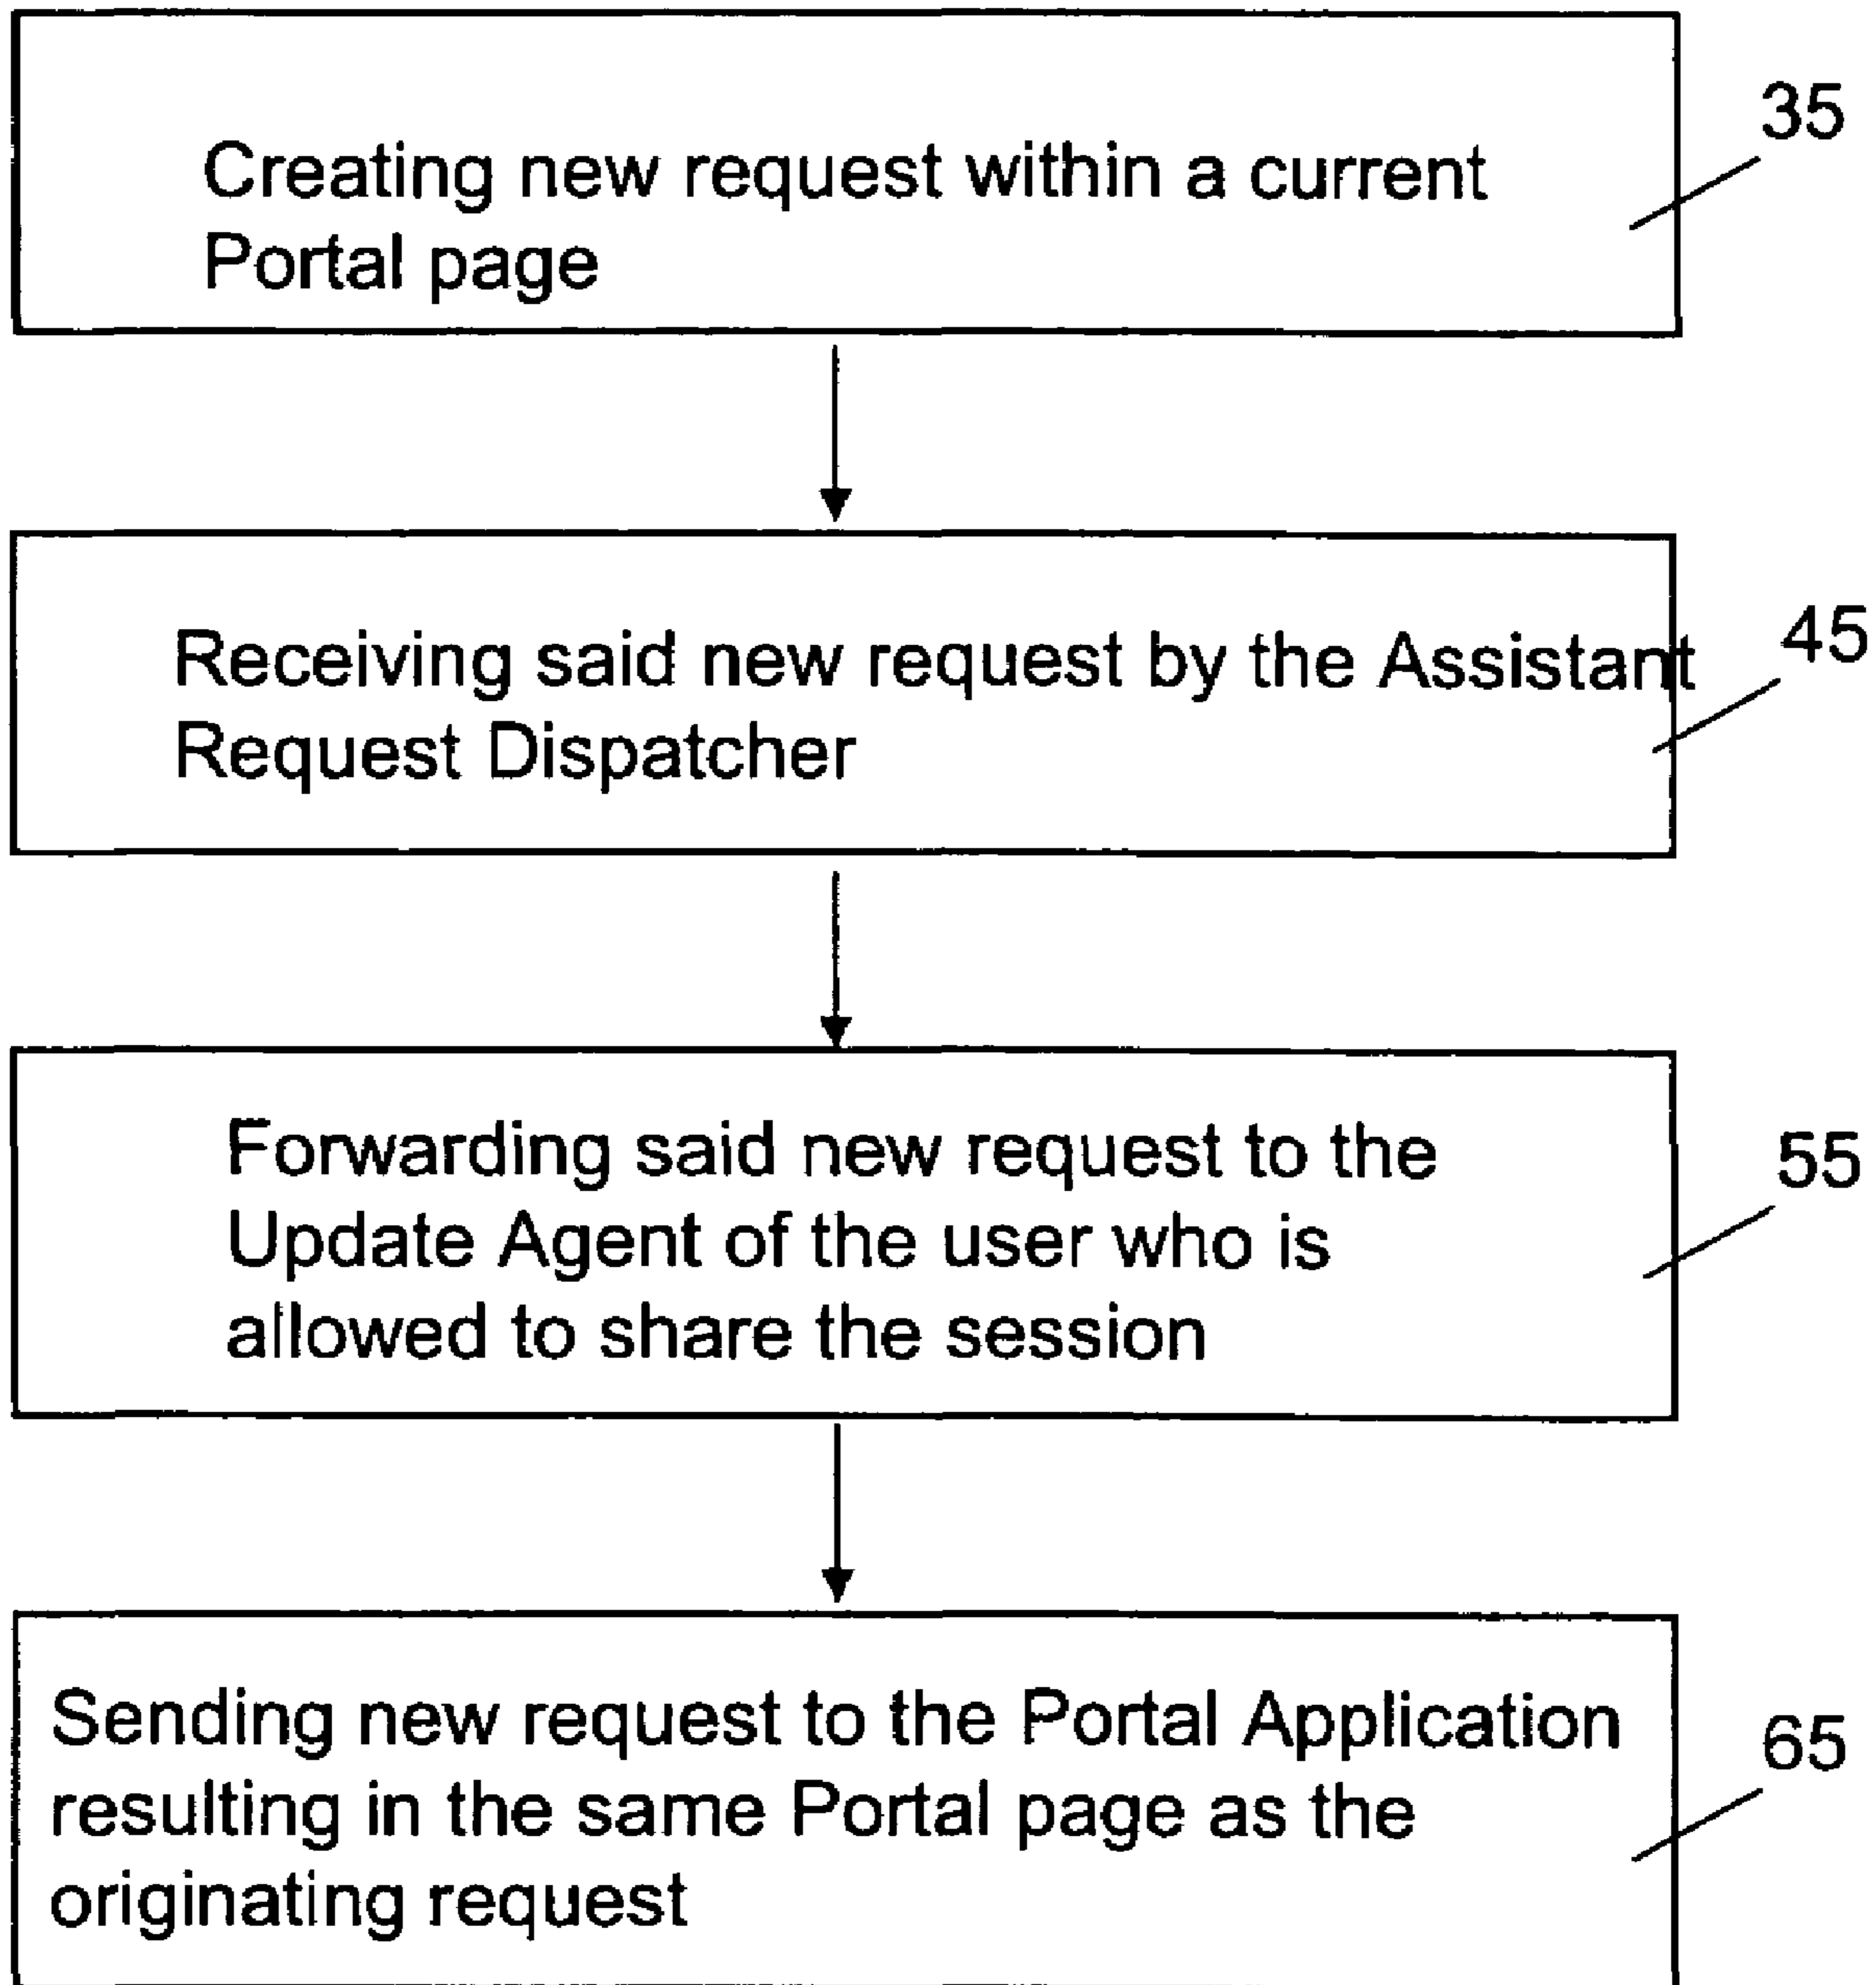 Creating new request within a current
Portal page
35
Receiving said new request by the Assistant
Request Dispatcher
45
Forwarding said new request to the
Update Agent of the user who is
allowed to share the session
55
Sending new request to the Portal Application
resulting in the same Portal page as the
originating request
65